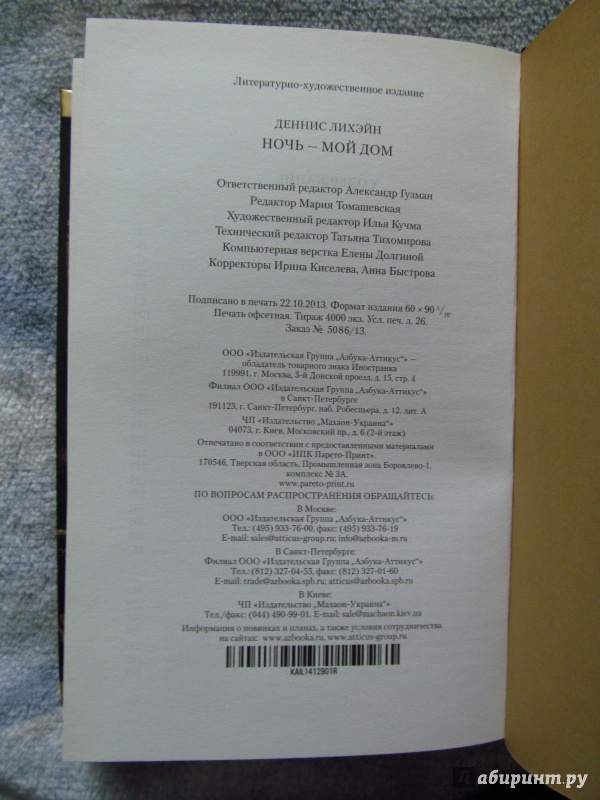 Литературно-художественное издание
ДЕННИС ЛИХЭЙН
НОЧЬ — МОЙ ДОМ
Ответственный редактор Александр Гузман
Редактор Мария Томашевская
Художественный редактор Илья Кучма
Технический редактор Татьяна Тихомирова
Компьютерная верстка Елены Долгиной
Корректоры Ирина Киселева, Анна Быстрова
Подписано в печать 22.10.2013. Формат издания 60 × 90 1/16.
Печать офсетная. Тираж 4000 экз. Усл. печ. л. 26.
Заказ № 5086/13.
ООО «Издательская Группа „Азбука-Аттикус“» —
обладатель товарного знака Иностранка
119991, г. Москва, 5-й Донской проезд, д. 15, стр. 4
Филиал ООО «Издательская Группа „Азбука-Аттикус“»
в Санкт-Петербурге
191123, г. Санкт-Петербург, наб. Робеспьера, д. 12, лит. А
ЧП «Издательство „Махаон-Украина“»
04073, г. Киев, Московский пр., д. 6 (2-й этаж)
Отпечатано в соответствии с предоставленными материалами
в ООО «ИПК Парето-Принт».
170546, Тверская область, Промышленная зона Боровлево-1,
комплекс № 3А.
www.pareto-print.ru
ПО ВОПРОСАМ РАСПРОСТРАНЕНИЯ ОБРАЩАЙТЕСЬ:
В Москве:
ООО «Издательская Группа „Азбука-Аттикус“»
Тел.: (495) 933-76-00, факс: (495) 933-76-19
E-mail: sales@atticus-group.ru; info@azbooka-m.ru
В Санкт-Петербурге:
Филиал ООО «Издательская Группа „Азбука-Аттикус“»
Тел.: (812) 327-04-55, факс: (812) 327-01-60
E-mail: trade@azbooka.spb.ru; atticus@azbooka.spb.ru
В Киеве:
ЧП «Издательство „Махаон-Украина“»
Тел./факс: (044) 490-99-01. E-mail: sale@machaon.kiev.ua
Информация о новинках и планах, а также условия сотрудничества
на сайтах: www.azbooka.ru, www.atticus-group.ru
KAIL1412901R
абиринт.ру/